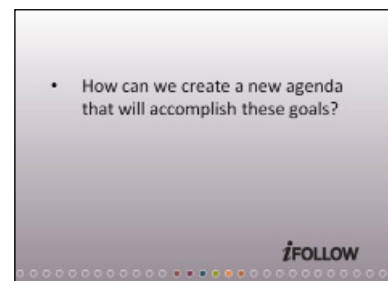 • How can we create a new agenda
that will accomplish these goals?
iFOLLOW